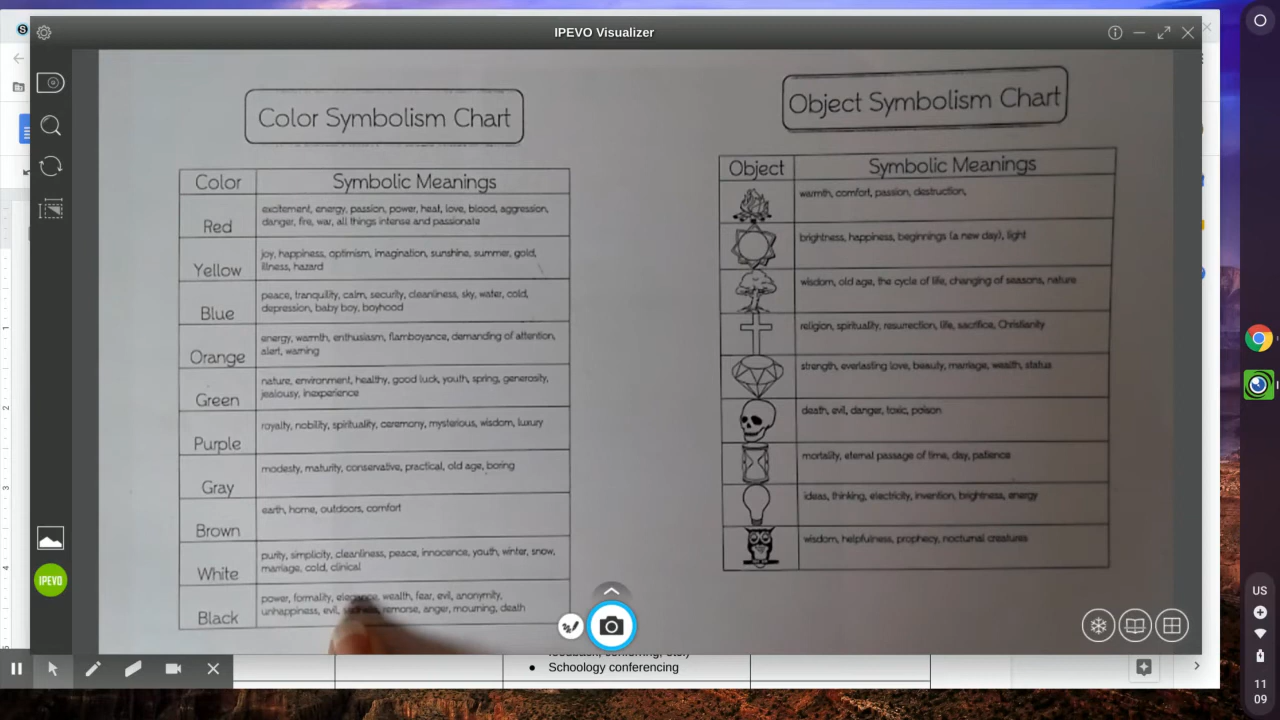 IPEVO Visualizer
Color Symbolism Chart
Color Symbolic Meanings
Red excitement, energy, passion, power, heat, love, blood, aggression,
danger, fire, war, all things intense and passionate
Yellow joy, happiness, optimism, imagination, sunshine, summer, gold,
illness, hazard
Blue peace, tranquility, calm, security, cleanliness, sky, water, cold,
depression, baby boy, boyhood
Orange energy, warmth, enthusiasm, flamboyance, demanding of attention,
alert, warning
Green nature, environment, healthy, good luck, youth, spring, generosity,
jealousy, inexperience
Purple royalty, nobility, spirituality, ceremony, mysterious, wisdom, luxury
Gray modesty, maturity, conservative, practical, old age, boring
Brown earth, home, outdoors, comfort
White purity, simplicity, cleanliness, peace, innocence, youth, winter, snow,
marriage, cold, clinical
Black power, formality, elegance, wealth, fear, evil, anonymity,
unhappiness, evil, remorse, anger, mourning, death
Object Symbolism Chart
Object Symbolic Meanings
warmth, comfort, passion, destruction,
brightness, happiness, beginnings (a new day), light
wisdom, old age, the cycle of life, changing of seasons, nature
religion, spirituality, resurrection, life, sacrifice, Christianity
strength, everlasting love, beauty, marriage, wealth, status
death, evil, danger, toxic, poison
mortality, eternal passage of time, day, patience
ideas, thinking, electricity, invention, brightness, energy
wisdom, helpfulness, prophecy, nocturnal creatures
IPEVO
Schoology conferencing
US
11
09